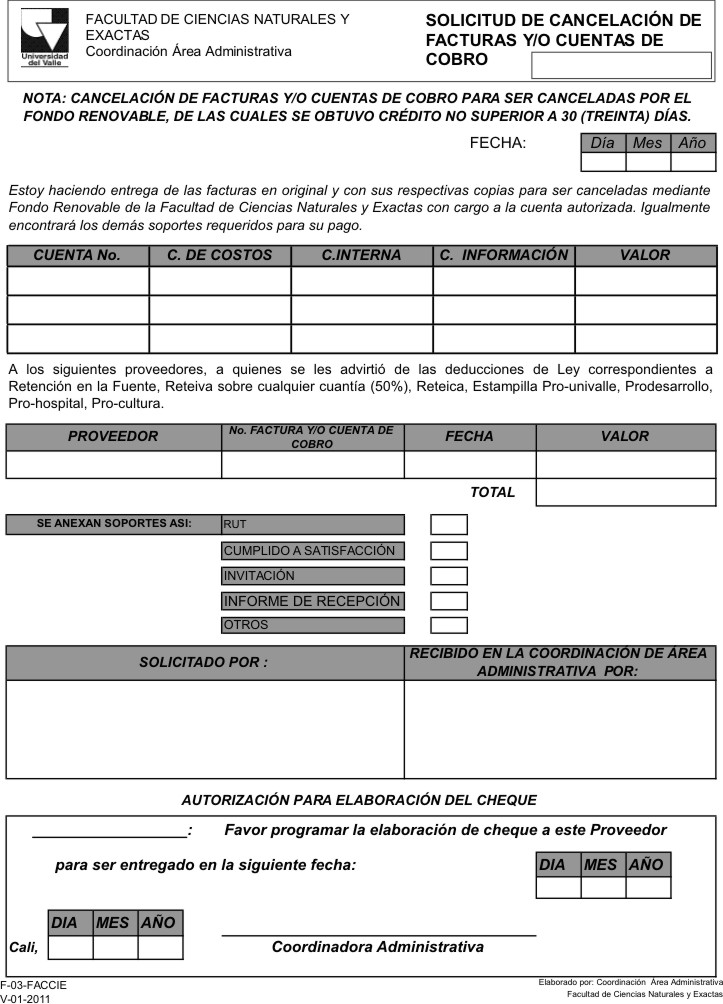 Universidad
del Valle
FACULTAD DE CIENCIAS NATURALES Y
EXACTAS
Coordinación Área Administrativa
SOLICITUD DE CANCELACIÓN DE
FACTURAS Y/O CUENTAS DE
COBRO
NOTA: CANCELACIÓN DE FACTURAS Y/O CUENTAS DE COBRO PARA SER CANCELADAS POR EL
FONDO RENOVABLE, DE LAS CUALES SE OBTUVO CRÉDITO NO SUPERIOR A 30 (TREINTA) DÍAS.
FECHA: Día Mes Año
Estoy haciendo entrega de las facturas en original y con sus respectivas copias para ser canceladas mediante
Fondo Renovable de la Facultad de Ciencias Naturales y Exactas con cargo a la cuenta autorizada. Igualmente
encontrará los demás soportes requeridos para su pago.
CUENTA No. C. DE COSTOS C.INTERNA C. INFORMACIÓN VALOR
A los siguientes proveedores, a quienes se les advirtió de las deducciones de Ley correspondientes a
Retención en la Fuente, Reteiva sobre cualquier cuantía (50%), Reteica, Estampilla Pro-univalle, Prodesarrollo,
Pro-hospital, Pro-cultura.
PROVEEDOR No. FACTURA Y/O CUENTA DE COBRO FECHA VALOR
TOTAL
SE ANEXAN SOPORTES ASI: RUT
CUMPLIDO A SATISFACCIÓN
INVITACIÓN
INFORME DE RECEPCIÓN
OTROS
SOLICITADO POR :
RECIBIDO EN LA COORDINACIÓN DE ÁREA
ADMINISTRATIVA POR:
AUTORIZACIÓN PARA ELABORACIÓN DEL CHEQUE
____________________: Favor programar la elaboración de cheque a este Proveedor
para ser entregado en la siguiente fecha: DIA MES AÑO
DIA MES AÑO
Cali, Coordinadora Administrativa
F-03-FACCIE
V-01-2011
Elaborado por: Coordinación Área Administrativa
Facultad de Ciencias Naturales y Exactas